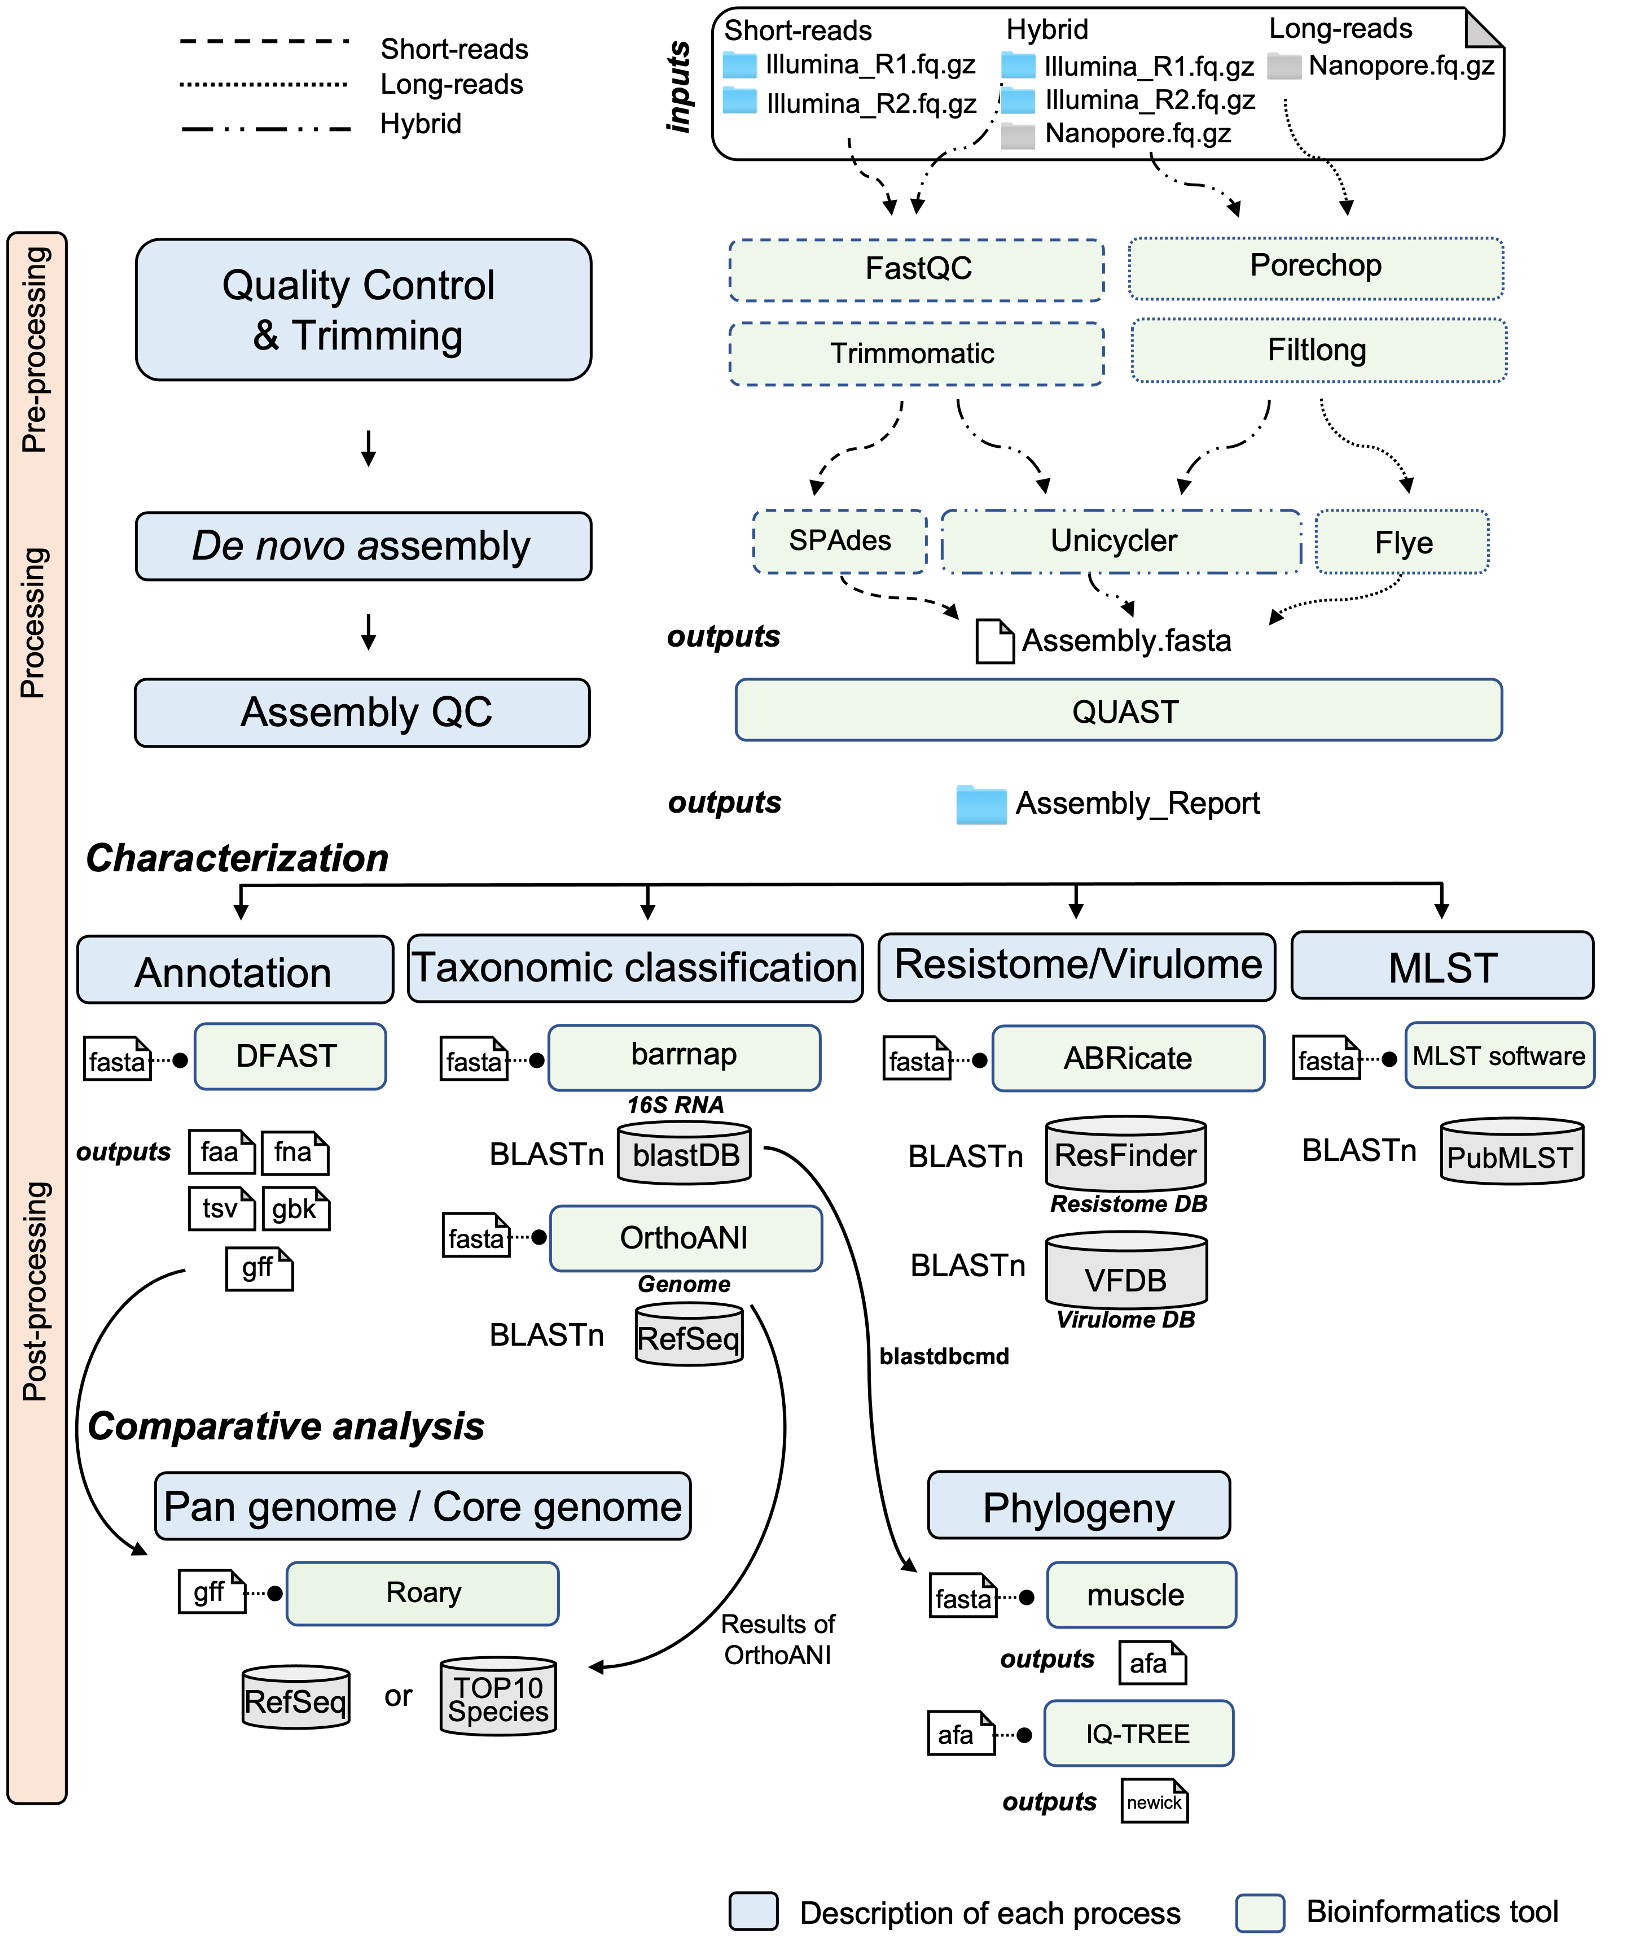 Short-reads
Long-reads
Hybrid
inputs
Short-reads
Illumina_R1.fq.gz
Illumina_R2.fq.gz
Hybrid
Illumina_R1.fq.gz
Illumina_R2.fq.gz
Nanopore.fq.gz
Long-reads
Nanopore.fq.gz
Pre-processing
Quality Control
& Trimming
FastQC
Porechop
Trimmomatic
Filtlong
Processing
De novo assembly
SPAdes
Unicycler
Flye
outputs
Assembly.fasta
Assembly QC
QUAST
outputs
Assembly_Report
Post-processing
Characterization
Annotation
fasta
DFAST
outputs
faa
fna
tsv
gbk
gff
Taxonomic classification
fasta
barrnap
16S RNA
BLASTn
blastDB
fasta
OrthoANI
Genome
BLASTn
RefSeq
Resistome/Virulome
fasta
ABRicate
BLASTn
ResFinder
Resistome DB
BLASTn
VFDB
Virulome DB
MLST
fasta
MLST software
BLASTn
PubMLST
blastdbcmd
Comparative analysis
Pan genome / Core genome
gff
Roary
RefSeq
or
TOP10
Species
Results of
OrthoANI
Phylogeny
fasta
muscle
outputs
afa
afa
IQ-TREE
outputs
newick
Description of each process
Bioinformatics tool